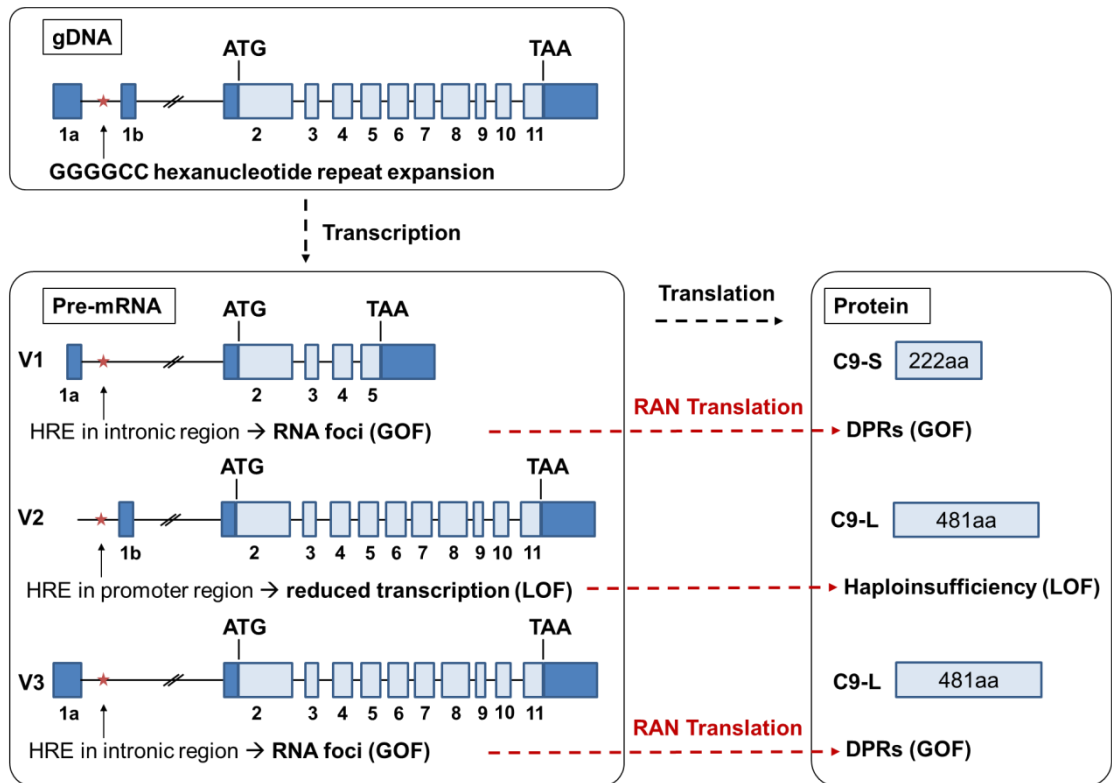 gDNA
ATG TAA
1a 1b 2 3 4 5 6 7 8 9 10 11
GGGGCC hexanucleotide repeat expansion
Transcription
Pre-mRNA
ATG TAA
V1
1a 2 3 4 5
HRE in intronic region → RNA foci (GOF)
ATG TAA
V2
1b 2 3 4 5 6 7 8 9 10 11
HRE in promoter region → reduced transcription (LOF)
ATG TAA
V3
1a 2 3 4 5 6 7 8 9 10 11
HRE in intronic region → RNA foci (GOF)
Translation
RAN Translation
RAN Translation
Protein
C9-S 222aa
DPRs (GOF)
C9-L 481aa
Haploinsufficiency (LOF)
C9-L 481aa
DPRs (GOF)